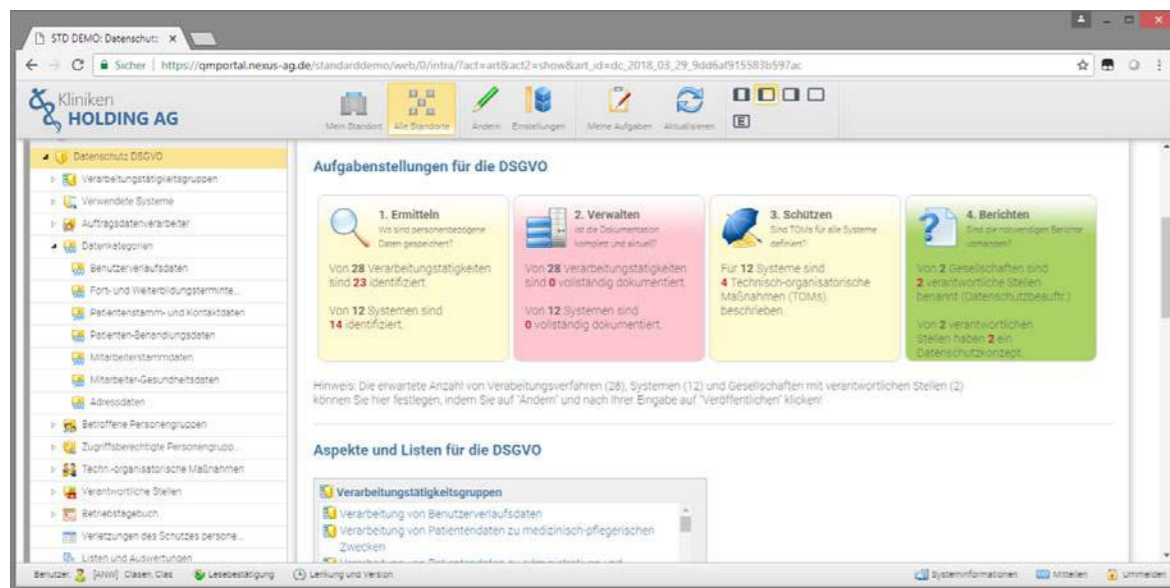 STD DEMO: Datenschutz
Sicher | https://qmportal.nexus-ag.de/standarddemo/web/0/intra/?act=art&act2=show&art_id=dc_2018_03_29_9dd6af915583b597ac
Kliniken
HOLDING AG
Mein Standort
Alle Standorte
Ändern
Einstellungen
Meine Aufgaben
Aktualisieren
E
Datenschutz DSGVO
Verarbeitungstätigkeitsgruppen
Verwendete Systeme
Auftragsdatenverarbeiter
Datenkategorien
Benutzerverlaufsdaten
Fort- und Weiterbildungsterminte...
Patientenstamm- und Kontaktdaten
Patienten-Behandlungsdaten
Mitarbeiterstammdaten
Mitarbeiter-Gesundheitsdaten
Adressdaten
Betroffene Personengruppen
Zugriffsberechtigte Personengrupp...
Techn.-organisatorische Maßnahmen
Verantwortliche Stellen
Betriebstagebuch
Verletzungen des Schutzes persone...
Listen und Auswertungen
Aufgabenstellungen für die DSGVO
1. Ermitteln
Wo sind personenbezogene
Daten gespeichert?
Von 28 Verarbeitungstätigkeiten
sind 23 identifiziert.
Von 12 Systemen sind
14 identifiziert.
2. Verwalten
Ist die Dokumentation
komplett und aktuell?
Von 28 Verarbeitungstätigkeiten
sind 0 vollständig dokumentiert.
Von 12 Systemen sind
0 vollständig dokumentiert.
3. Schützen
Sind TOMs für alle Systeme
definiert?
Für 12 Systeme sind
4 Technisch-organisatorische
Maßnahmen (TOMs)
beschrieben.
4. Berichten
Sind die notwendigen Berichte
vorhanden?
Von 2 Gesellschaften sind
2 verantwortliche Stellen
benannt (Datenschutzbeauftr.)
Von 2 verantwortlichen
Stellen haben 2 ein
Datenschutzkonzept.
Hinweis: Die erwartete Anzahl von Verabeitungsverfahren (28), Systemen (12) und Gesellschaften mit verantwortlichen Stellen (2)
können Sie hier festlegen, indem Sie auf "Ändern" und nach Ihrer Eingabe auf "Veröffentlichen" klicken!
Aspekte und Listen für die DSGVO
Verarbeitungstätigkeitsgruppen
Verarbeitung von Benutzerverlaufsdaten
Verarbeitung von Patientendaten zu medizinisch-pflegerischen
Zwecken
Benutzer: [ANW] Clasen, Clas
Lesebestätigung
Lenkung und Version
Systeminformationen
Mitteilen
Ummelden